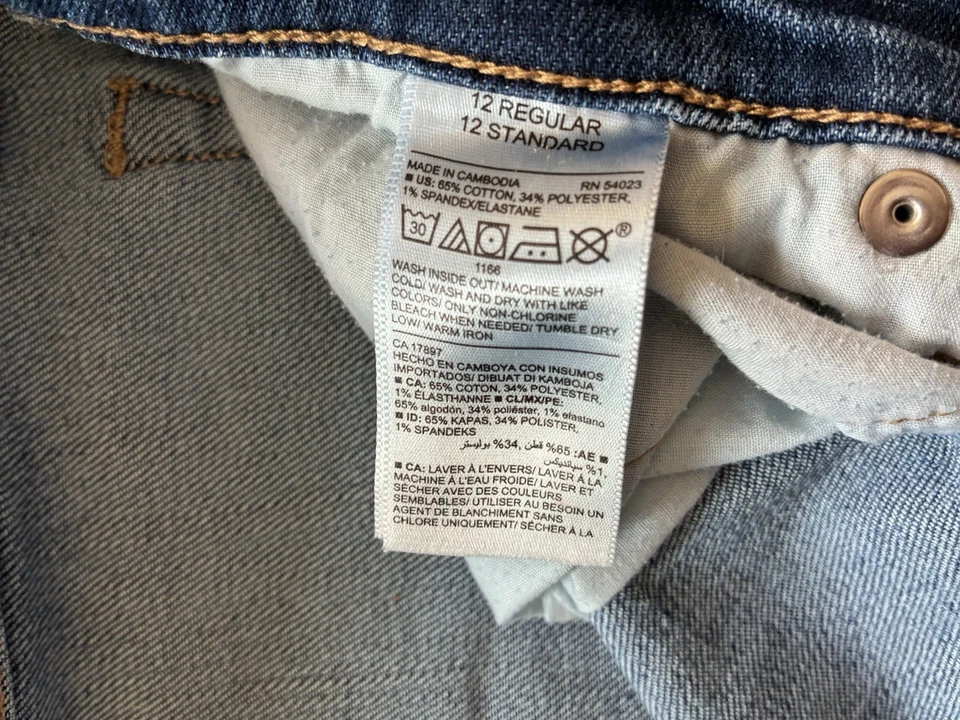 12 REGULAR
12 STANDARD
MADE IN CAMBODIA RN 54023
■ US: 65% COTTON, 34% POLYESTER,
1% SPANDEX/ELASTANE
30 ®
1166
WASH INSIDE OUT/ MACHINE WASH
COLD/ WASH AND DRY WITH LIKE
COLORS/ ONLY NON-CHLORINE
BLEACH WHEN NEEDED/ TUMBLE DRY
LOW/ WARM IRON
CA 17897
HECHO EN CAMBOYA CON INSUMOS
IMPORTADOS/ DIBUAT DI KAMBOJA
■ CA: 65% COTON, 34% POLYESTER,
1% ÉLASTHANNE ■ CL/MX/PE:
65% algodón, 34% poliéster, 1% elastano
■ ID: 65% KAPAS, 34% POLISTER,
1% SPANDEKS
■ AE: 65% قطن, 34% بوليستر
1% سباندیکس
■ CA: LAVER À L'ENVERS/ LAVER À LA
MACHINE À L'EAU FROIDE/ LAVER ET
SÉCHER AVEC DES COULEURS
SEMBLABLES/ UTILISER AU BESOIN UN
AGENT DE BLANCHIMENT SANS
CHLORE UNIQUEMENT/ SÉCHER À LA